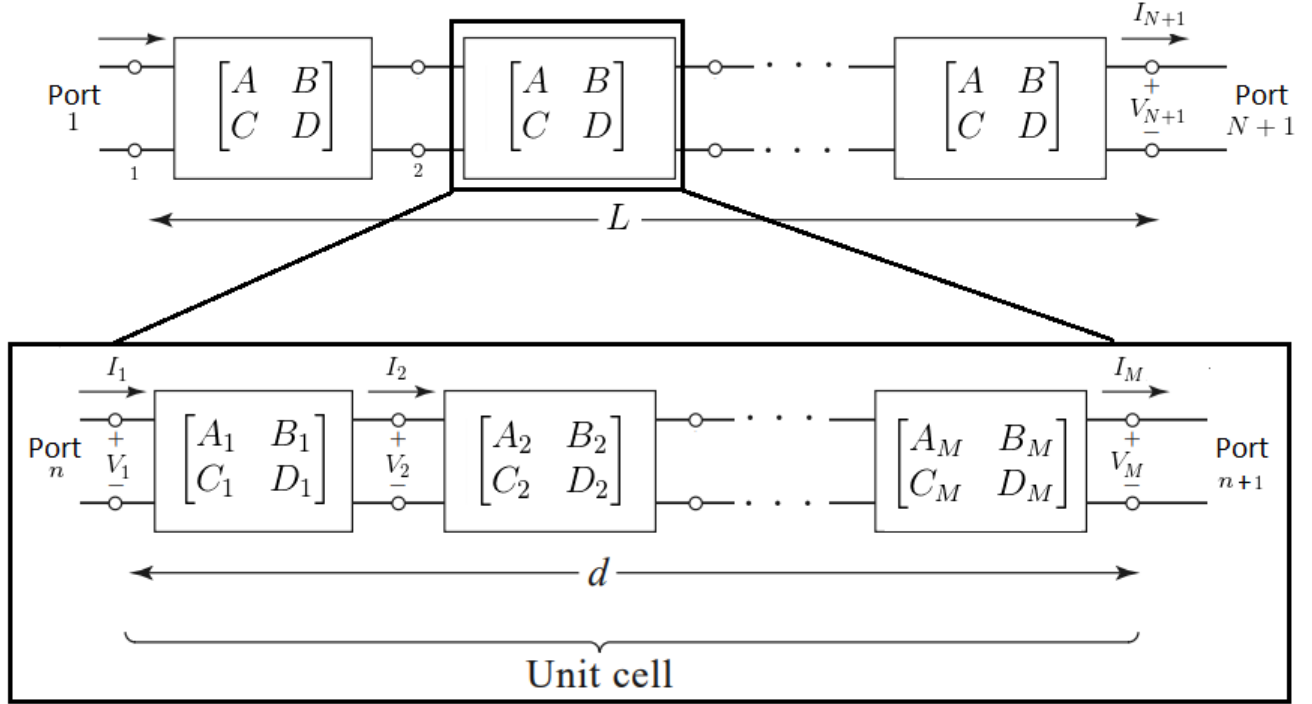 I_{N+1}
[A B] [A B] · · · [A B]
[C D] [C D] · · · [C D]
Port
1
+
V_{N+1}
−
Port
N + 1
1 2
L
I_1 I_2 I_M
Port
n
+
V_1
−
[A_1 B_1]
[C_1 D_1]
+
V_2
−
[A_2 B_2]
[C_2 D_2]
· · ·
· · ·
[A_M B_M]
[C_M D_M]
+
V_M
−
Port
n+1
d
Unit cell